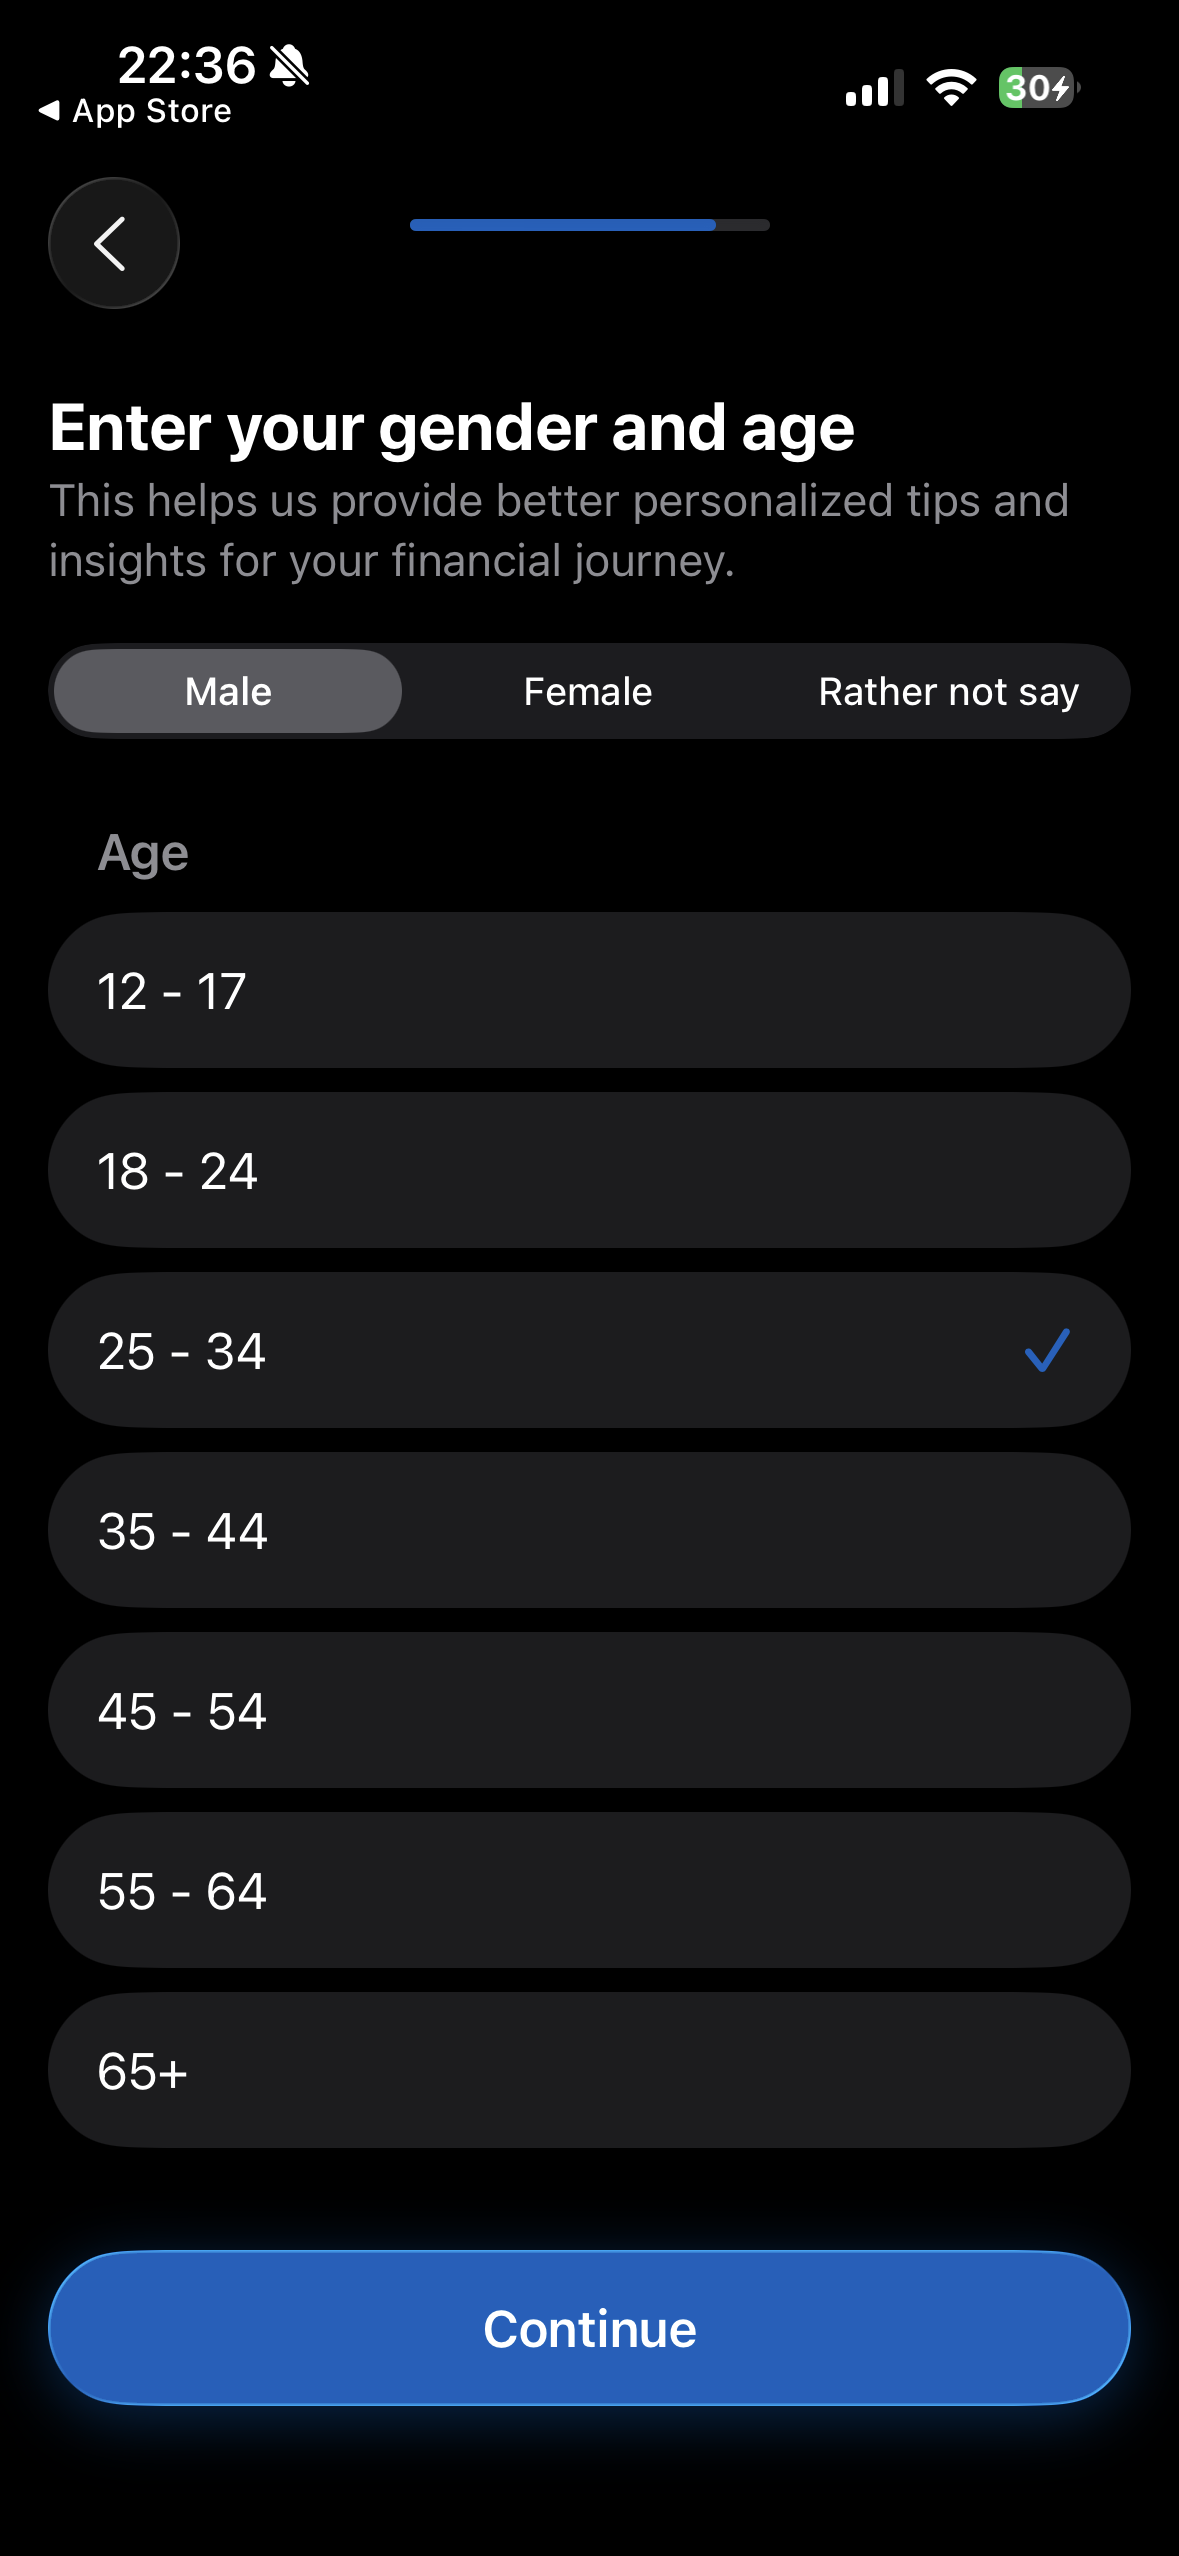 22:36
App Store
30
Enter your gender and age
This helps us provide better personalized tips and
insights for your financial journey.
Male
Female
Rather not say
Age
12 - 17
18 - 24
25 - 34
35 - 44
45 - 54
55 - 64
65+
Continue